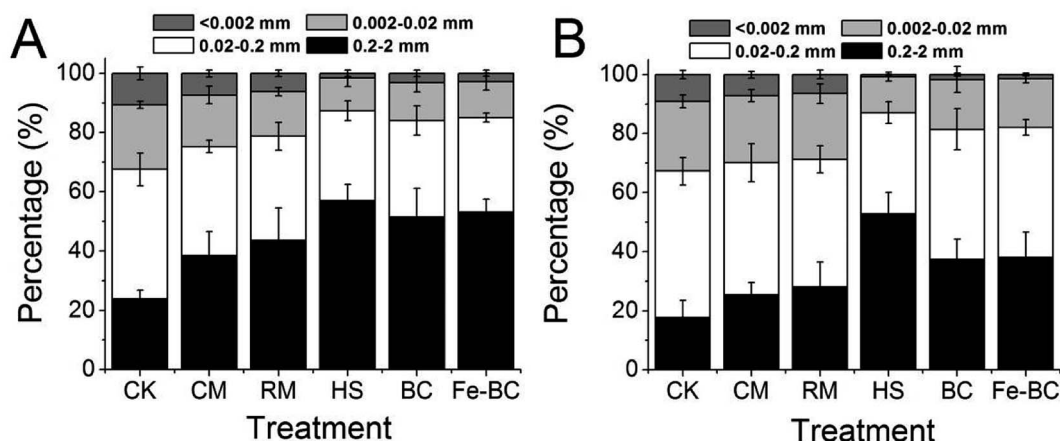 A
<0.002 mm 0.002-0.02 mm
0.02-0.2 mm 0.2-2 mm
100
80
60
40
20
0
Percentage (%)
CK CM RM HS BC Fe-BC
Treatment
B
<0.002 mm 0.002-0.02 mm
0.02-0.2 mm 0.2-2 mm
100
80
60
40
20
0
Percentage (%)
CK CM RM HS BC Fe-BC
Treatment